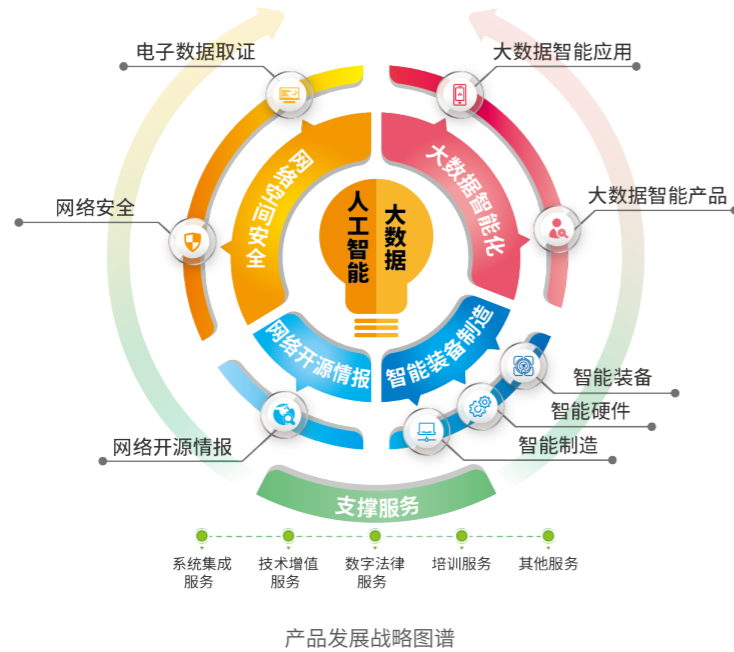 电子数据取证
大数据智能应用
网络安全
大数据智能产品
网络空间安全
大数据智能化
人工智能
大数据
网络开源情报
智能装备制造
智能装备
智能硬件
智能制造
网络开源情报
支撑服务
系统集成
服务
技术增值
服务
数字法律
服务
培训服务
其他服务
产品发展战略图谱